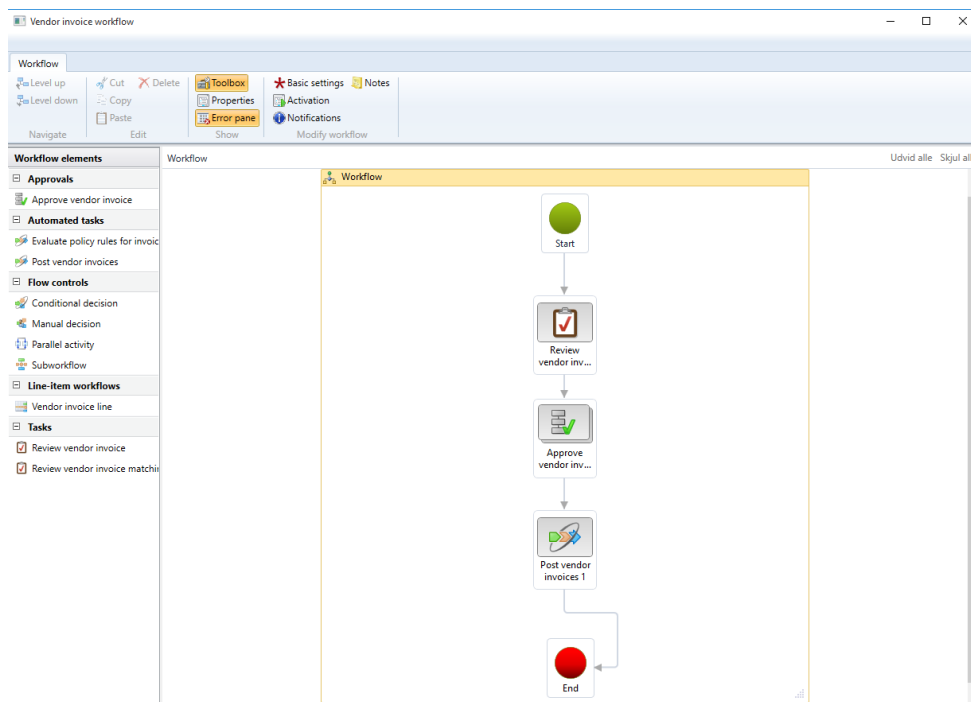 Vendor invoice workflow
Workflow
Level up
Cut
Delete
Toolbox
Basic settings
Notes
Level down
Copy
Properties
Activation
Paste
Error pane
Notifications
Navigate
Edit
Show
Modify workflow
Workflow elements
Workflow
Udvid alle
Skjul all
Approvals
Approve vendor invoice
Automated tasks
Evaluate policy rules for invoic
Post vendor invoices
Flow controls
Conditional decision
Manual decision
Parallel activity
Subworkflow
Line-item workflows
Vendor invoice line
Tasks
Review vendor invoice
Review vendor invoice matchin
Workflow
Start
Review
vendor inv...
Approve
vendor inv...
Post vendor
invoices 1
End